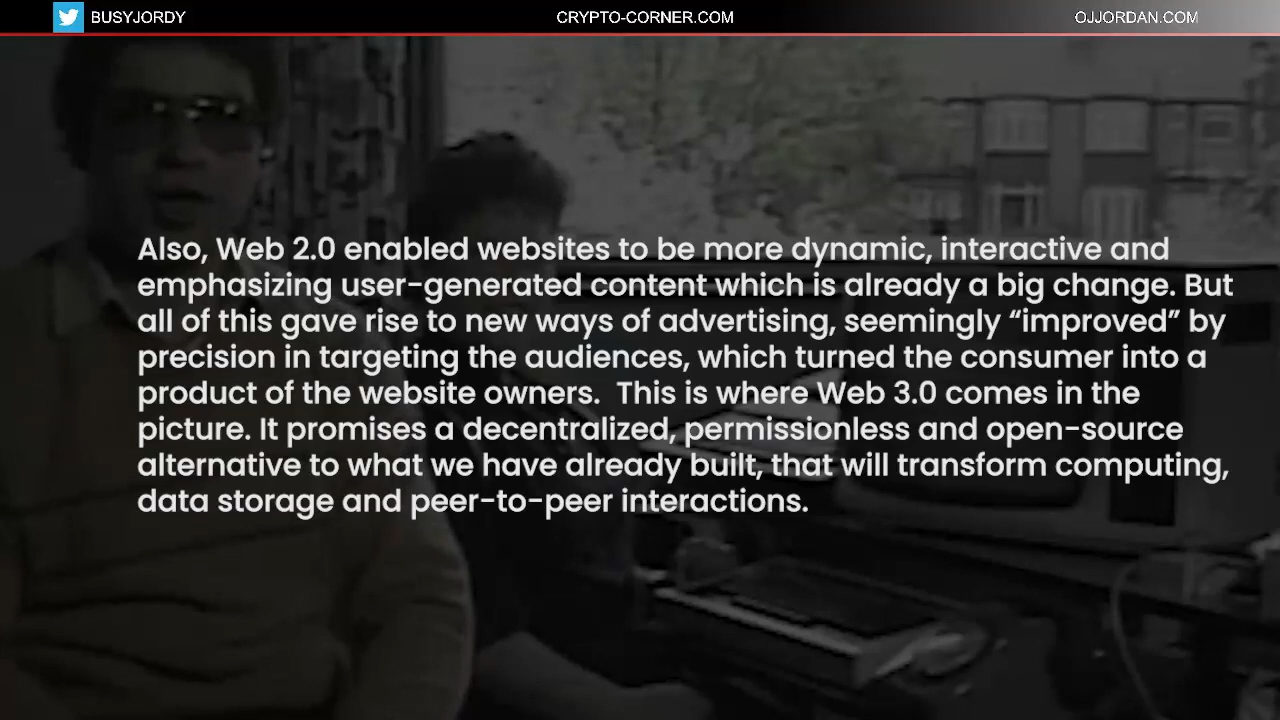 BUSYJORDY
CRYPTO-CORNER.COM
OJJORDAN.COM
Also, Web 2.0 enabled websites to be more dynamic, interactive and
emphasizing user-generated content which is already a big change. But
all of this gave rise to new ways of advertising, seemingly “improved” by
precision in targeting the audiences, which turned the consumer into a
product of the website owners.  This is where Web 3.0 comes in the
picture. It promises a decentralized, permissionless and open-source
alternative to what we have already built, that will transform computing,
data storage and peer-to-peer interactions.